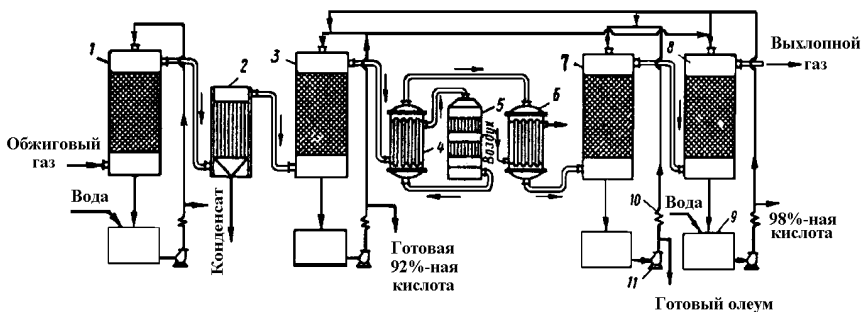 1
2
3
4
5
6
7
8
9
10
11
Обжиговый
газ
Вода
Конденсат
Готовая
92%-ная
кислота
Воздух
Вода
Выхлопной
газ
98%-ная
кислота
Готовый олеум